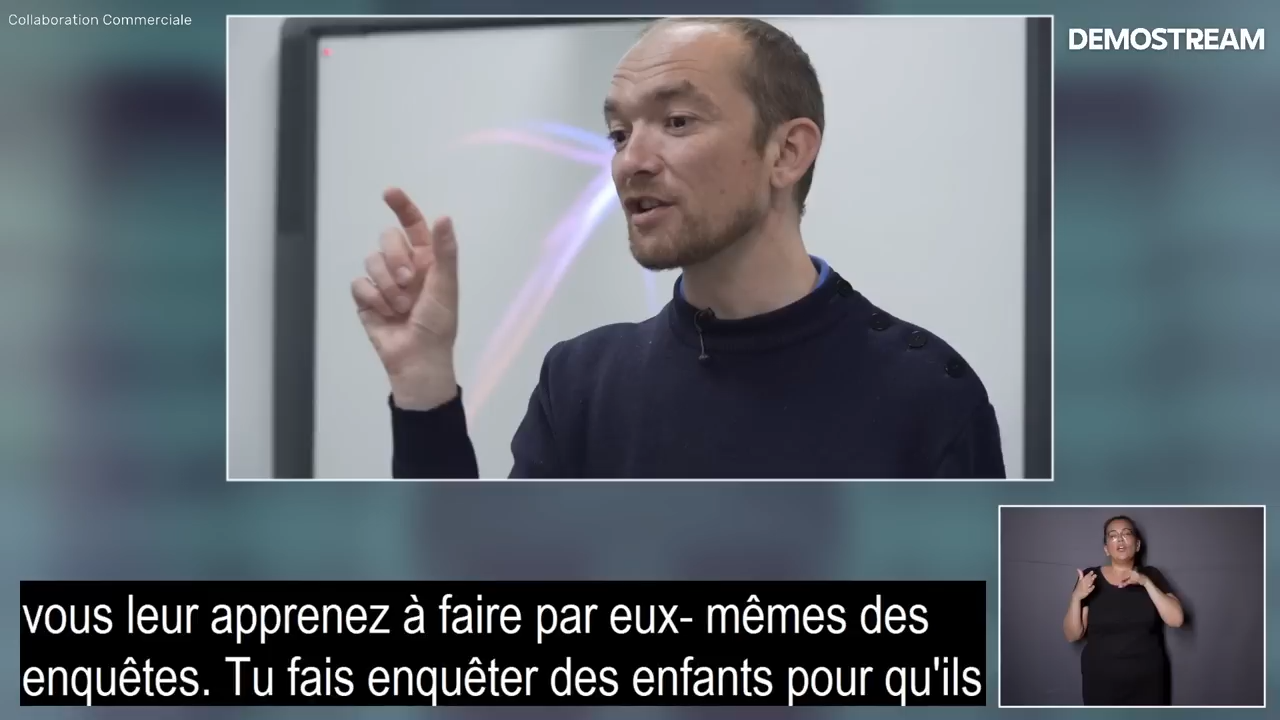 Collaboration Commerciale
DEMOSTREAM
vous leur apprenez à faire par eux- mêmes des
enquêtes. Tu fais enquêter des enfants pour qu'ils